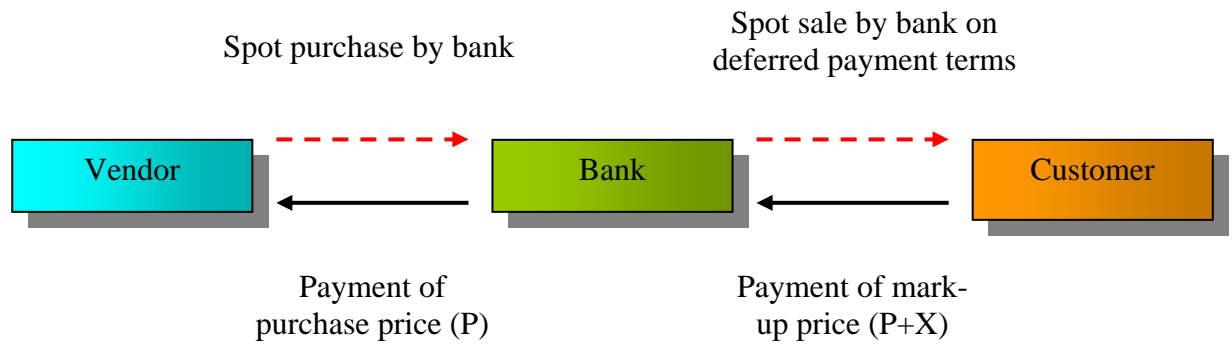 Spot purchase by bank
Spot sale by bank on
deferred payment terms
Vendor
Bank
Customer
Payment of
purchase price (P)
Payment of mark-
up price (P+X)